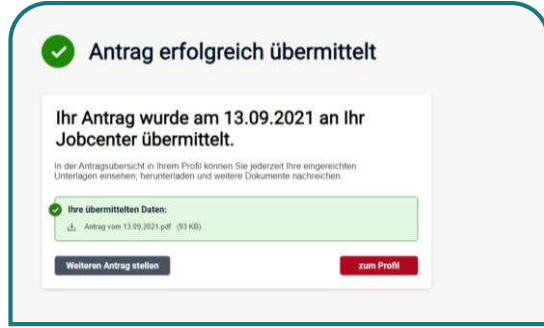 Antrag erfolgreich übermittelt
Ihr Antrag wurde am 13.09.2021 an Ihr
Jobcenter übermittelt.
In der Antragsübersicht in Ihrem Profil können Sie jederzeit Ihre eingereichten
Unterlagen einsehen, herunterladen und weitere Dokumente nachreichen.
Ihre übermittelten Daten:
Antrag vom 13.09.2021.pdf (93 KB)
Weiteren Antrag stellen
zum Profil